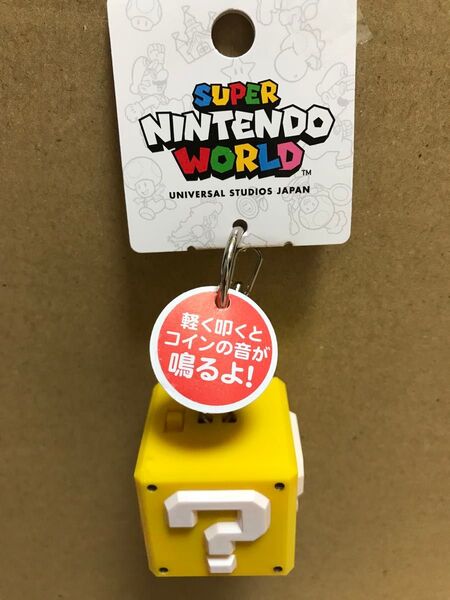 SUPER
NINTENDO
WORLD™
UNIVERSAL STUDIOS JAPAN
軽く叩くと
コインの音が
鳴るよ!
?